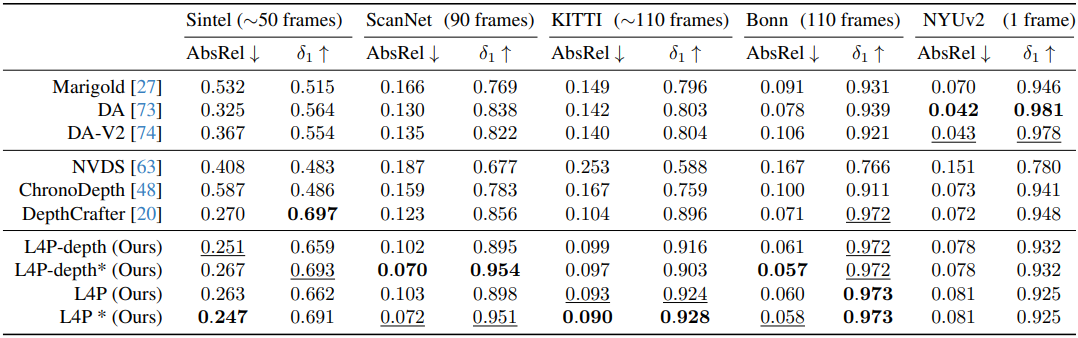 Sintel (∼50 frames) ScanNet (90 frames) KITTI (∼110 frames) Bonn (110 frames) NYUv2 (1 frame)
AbsRel ↓ δ1 ↑ AbsRel ↓ δ1 ↑ AbsRel ↓ δ1 ↑ AbsRel ↓ δ1 ↑ AbsRel ↓ δ1 ↑
Marigold [27] 0.532 0.515 0.166 0.769 0.149 0.796 0.091 0.931 0.070 0.946
DA [73] 0.325 0.564 0.130 0.838 0.142 0.803 0.078 0.939 0.042 0.981
DA-V2 [74] 0.367 0.554 0.135 0.822 0.140 0.804 0.106 0.921 0.043 0.978
NVDS [63] 0.408 0.483 0.187 0.677 0.253 0.588 0.167 0.766 0.151 0.780
ChronoDepth [48] 0.587 0.486 0.159 0.783 0.167 0.759 0.100 0.911 0.073 0.941
DepthCrafter [20] 0.270 0.697 0.123 0.856 0.104 0.896 0.071 0.972 0.072 0.948
L4P-depth (Ours) 0.251 0.659 0.102 0.895 0.099 0.916 0.061 0.972 0.078 0.932
L4P-depth* (Ours) 0.267 0.693 0.070 0.954 0.097 0.903 0.057 0.972 0.078 0.932
L4P (Ours) 0.263 0.662 0.103 0.898 0.093 0.924 0.060 0.973 0.081 0.925
L4P * (Ours) 0.247 0.691 0.072 0.951 0.090 0.928 0.058 0.973 0.081 0.925